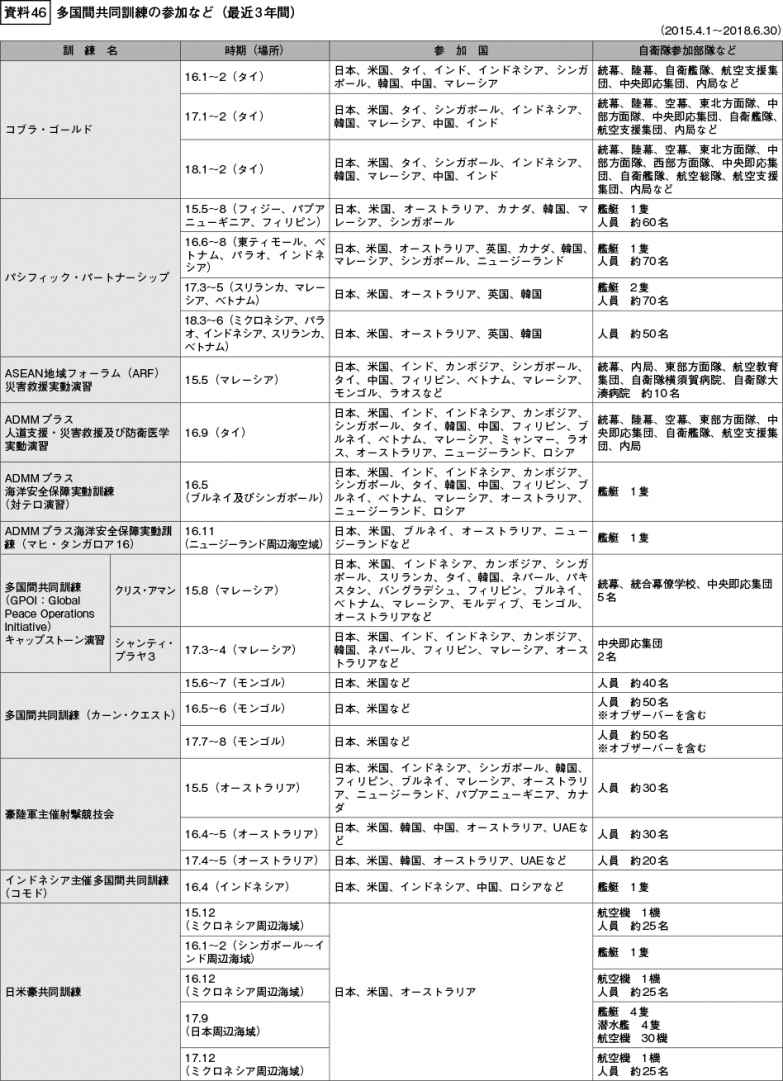 資料46 多国間共同訓練の参加など（最近3年間）
（2015.4.1～2018.6.30）
訓　練　名 時期（場所） 参　加　国 自衛隊参加部隊など
コブラ・ゴールド
16.1～2（タイ）
日本、米国、タイ、インド、インドネシア、シンガ
ポール、韓国、中国、マレーシア
統幕、陸幕、自衛艦隊、航空支援集
団、中央即応集団、内局など
17.1～2（タイ）
日本、米国、タイ、シンガポール、インドネシア、
韓国、マレーシア、中国、インド
統幕、陸幕、空幕、東北方面隊、中
部方面隊、中央即応集団、自衛艦隊、
航空支援集団、内局など
18.1～2（タイ）
日本、米国、タイ、シンガポール、インドネシア、
韓国、マレーシア、中国、インド
統幕、陸幕、空幕、東北方面隊、中
部方面隊、西部方面隊、中央即応集
団、自衛艦隊、航空総隊、航空支援
集団、内局など
パシフィック・パートナーシップ
15.5～8（フィジー、パプア
ニューギニア、フィリピン）
日本、米国、オーストラリア、カナダ、韓国、マ
レーシア、シンガポール
艦艇　1隻
人員　約60名
16.6～8（東ティモール、ベ
トナム、パラオ、インドネ
シア）
日本、米国、オーストラリア、英国、カナダ、韓国、
マレーシア、シンガポール、ニュージーランド
艦艇　1隻
人員　約70名
17.3～5（スリランカ、マレー
シア、ベトナム）
日本、米国、オーストラリア、英国、韓国
艦艇　2隻
人員　約70名
18.3～6（ミクロネシア、パラ
オ、インドネシア、スリランカ、
ベトナム）
日本、米国、オーストラリア、英国、韓国
人員　約50名
ASEAN地域フォーラム（ARF）
災害救援実動演習
15.5（マレーシア）
日本、米国、インド、カンボジア、シンガポール、
タイ、中国、フィリピン、ベトナム、マレーシア、
モンゴル、ラオスなど
統幕、内局、東部方面隊、航空教育
集団、自衛隊横須賀病院、自衛隊大
湊病院　約10名
ADMMプラス
人道支援・災害救援及び防衛医学
実動演習
16.9（タイ）
日本、米国、インド、インドネシア、カンボジア、
シンガポール、タイ、韓国、中国、フィリピン、ブ
ルネイ、ベトナム、マレーシア、ミャンマー、ラオ
ス、オーストラリア、ニュージーランド、ロシア
統幕、陸幕、空幕、東部方面隊、中
央即応集団、自衛艦隊、航空支援集
団、内局
ADMMプラス
海洋安全保障実動訓練
（対テロ演習）
16.5
（ブルネイ及びシンガポール）
日本、米国、インド、インドネシア、カンボジア、
シンガポール、タイ、韓国、中国、フィリピン、ブ
ルネイ、ベトナム、マレーシア、オーストラリア、
ニュージーランド、ロシア
艦艇　1隻
ADMMプラス海洋安全保障実動訓
練（マヒ・タンガロア16）
16.11
（ニュージーランド周辺海空域）
日本、米国、ブルネイ、オーストラリア、ニュー
ジーランドなど
艦艇　1隻
多国間共同訓練
（GPOI：Global
Peace Operations
Initiative）
キャップストーン演習
クリス・アマン
15.8（マレーシア）
日本、米国、インドネシア、カンボジア、シンガ
ポール、スリランカ、タイ、韓国、ネパール、パキ
スタン、バングラデシュ、フィリピン、ブルネイ、
ベトナム、マレーシア、モルディブ、モンゴル、
オーストラリアなど
統幕、統合幕僚学校、中央即応集団
5名
シャンティ・
プラヤ3
17.3～4（マレーシア）
日本、米国、インド、インドネシア、カンボジア、
韓国、ネパール、フィリピン、マレーシア、オース
トラリアなど
中央即応集団
2名
多国間共同訓練（カーン・クエスト）
15.6～7（モンゴル）
日本、米国など
人員　約40名
16.5～6（モンゴル）
日本、米国など
人員　約50名
※オブザーバーを含む
17.7～8（モンゴル）
日本、米国など
人員　約50名
※オブザーバーを含む
豪陸軍主催射撃競技会
15.5（オーストラリア）
日本、米国、インドネシア、シンガポール、韓国、
フィリピン、ブルネイ、マレーシア、オーストラリ
ア、ニュージーランド、パプアニューギニア、カナ
ダ
人員　約30名
16.4～5（オーストラリア）
日本、米国、韓国、中国、オーストラリア、UAEな
ど
人員　約30名
17.4～5（オーストラリア）
日本、米国、韓国、オーストラリア、UAEなど
人員　約20名
インドネシア主催多国間共同訓練
（コモド）
16.4（インドネシア）
日本、米国、インドネシア、中国、ロシアなど
艦艇　1隻
日米豪共同訓練
15.12
（ミクロネシア周辺海域）
日本、米国、オーストラリア
航空機　1機
人員　約25名
16.1～2（シンガポール～イ
ンド周辺海域）
艦艇　1隻
16.12
（ミクロネシア周辺海域）
航空機　1機
人員　約25名
17.9
（日本周辺海域）
艦艇　4隻
潜水艦　4隻
航空機　30機
17.12
（ミクロネシア周辺海域）
航空機　1機
人員　約25名